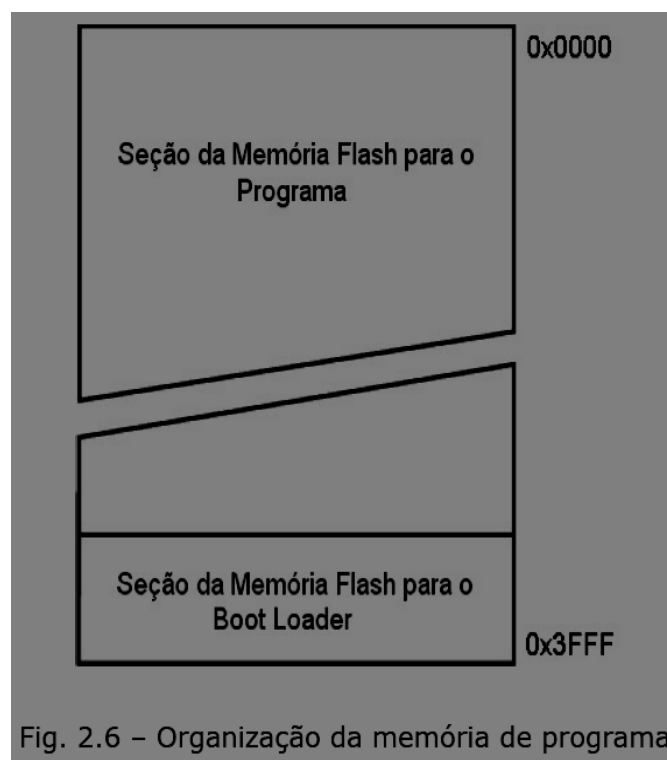 0x0000
Seção da Memória Flash para o
Programa
Seção da Memória Flash para o
Boot Loader
0x3FFF
Fig. 2.6 – Organização da memória de programa